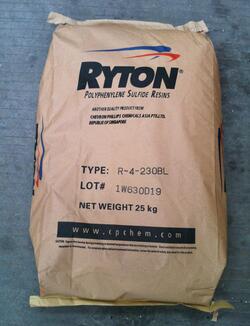 RYTON®
POLYPHENYLENE SULFIDE RESINS
ANOTHER QUALITY PRODUCT FROM
CHEVRON PHILLIPS CHEMICALS ASIA PTE.LTD.
REPUBLIC OF SINGAPORE
TYPE: R-4-230BL
LOT# 1W630D19
NET WEIGHT 25 kg
www.cpchem.com